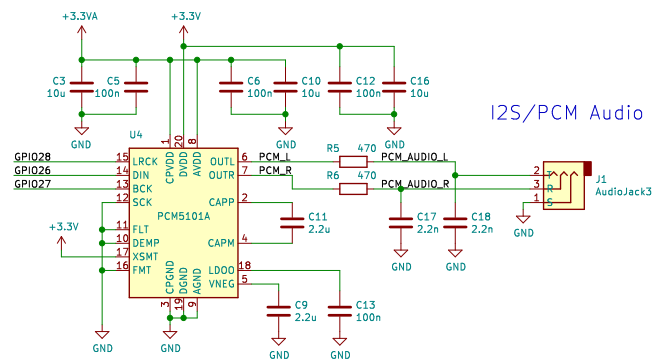 +3.3VA
+3.3V
C3
10u
C5
100n
C6
100n
C10
10u
C12
100n
C16
10u
I2S/PCM Audio
U4
1
20
8
CPVDD
DVDD
AVDD
GND
GND
GND
GPIO28
15
LRCK
OUTL
6
PCM_L
R5
470
PCM_AUDIO_L
GPIO26
14
DIN
OUTR
7
PCM_R
R6
470
PCM_AUDIO_R
GPIO27
13
BCK
12
SCK
PCM5101A
CAPP
2
C11
2.2u
CAPM
4
11
FLT
10
DEMP
+3.3V
17
XSMT
16
FMT
LDOO
18
VNEG
5
CPGND
DGND
AGND
3
19
9
C17
2.2n
C18
2.2n
GND
GND
2
T
3
R
1
S
J1
AudioJack3
GND
C9
2.2u
C13
100n
GND
GND
GND
GND